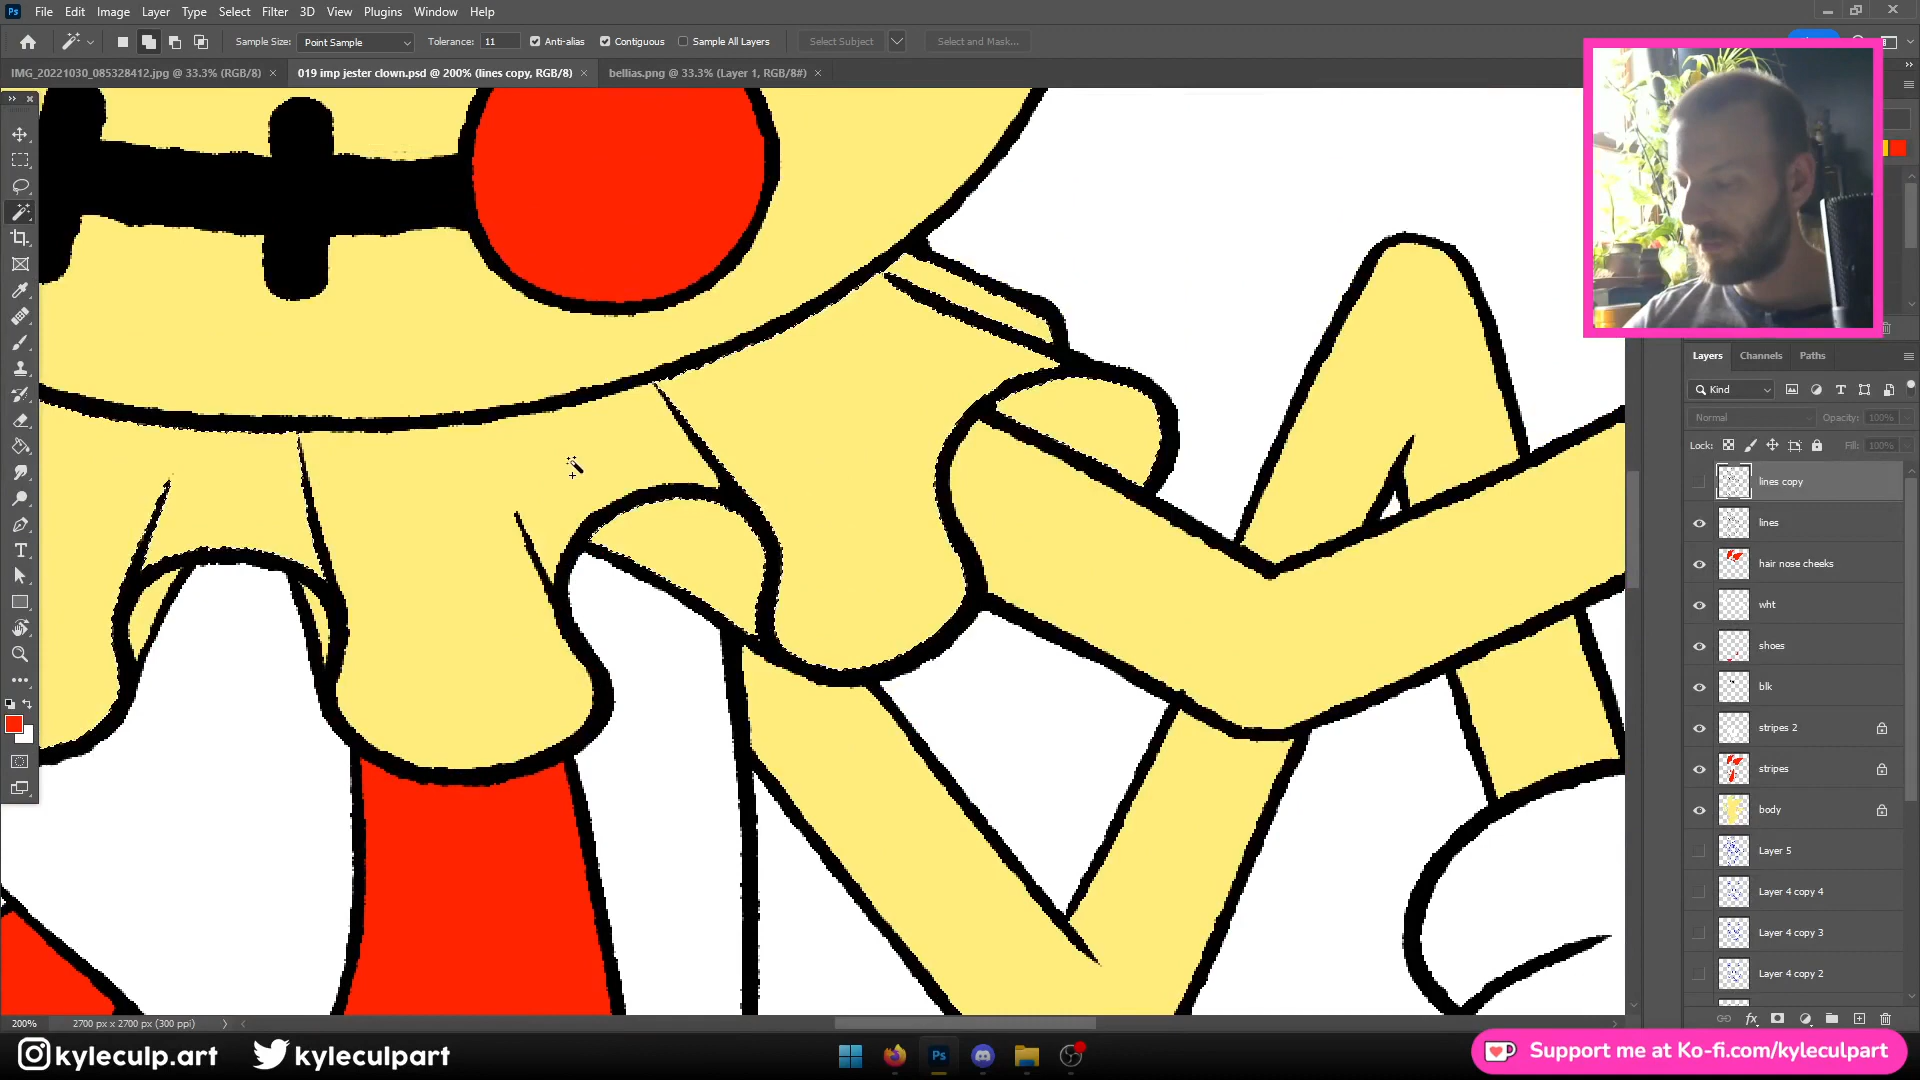 Ps File Edit Image Layer Type Select Filter 3D View Plugins Window Help
Sample Size: Point Sample Tolerance: 11 Anti-alias Contiguous Sample All Layers Select Subject Select and Mask...
IMG_20221030_085328412.jpg @ 33.3% (RGB/8) × 019 imp jester clown.psd @ 200% (lines copy, RGB/8) × bellias.png @ 33.3% (Layer 1, RGB/8#) ×
Layers Channels Paths
Kind
Normal Opacity: 100%
Lock: Fill: 100%
lines copy
lines
hair nose cheeks
wht
shoes
blk
stripes 2
stripes
body
Layer 5
Layer 4 copy 4
Layer 4 copy 3
Layer 4 copy 2
200% 2700 px x 2700 px (300 ppi)
kyleculp.art kyleculpart
Ps
Support me at Ko-fi.com/kyleculpart